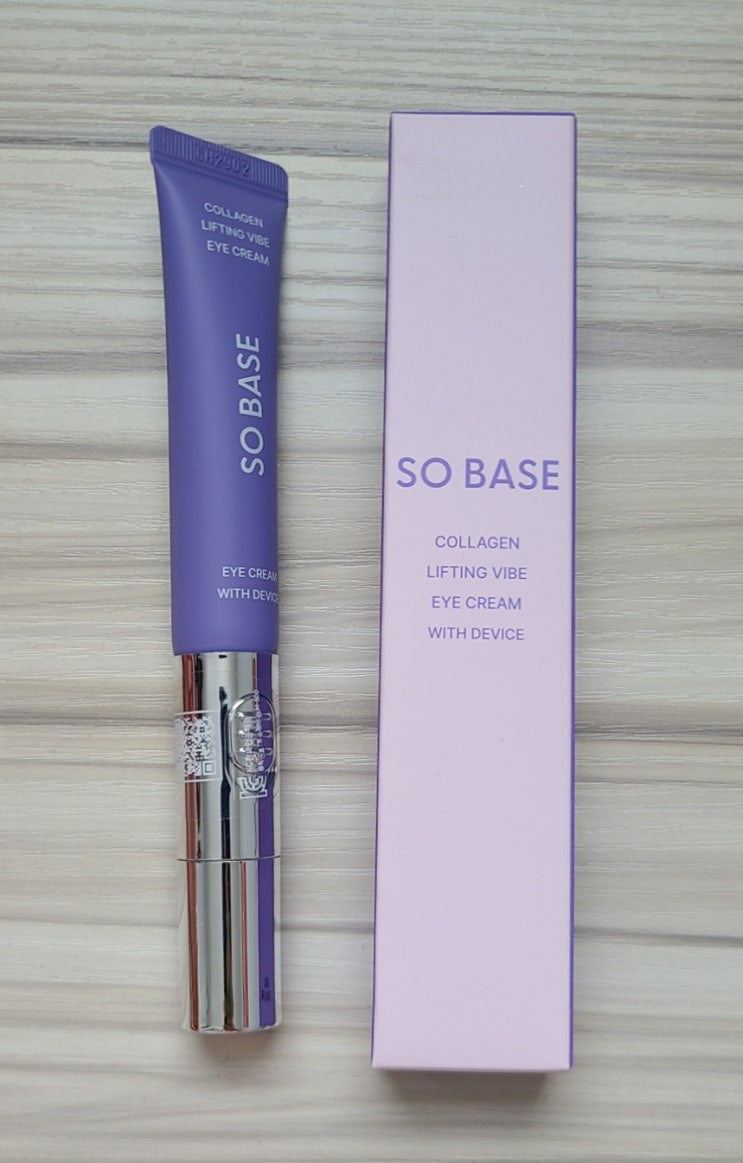 CH2902
COLLAGEN
LIFTING VIBE
EYE CREAM
SO BASE
EYE CREAM
WITH DEVICE
SO BASE
COLLAGEN
LIFTING VIBE
EYE CREAM
WITH DEVICE